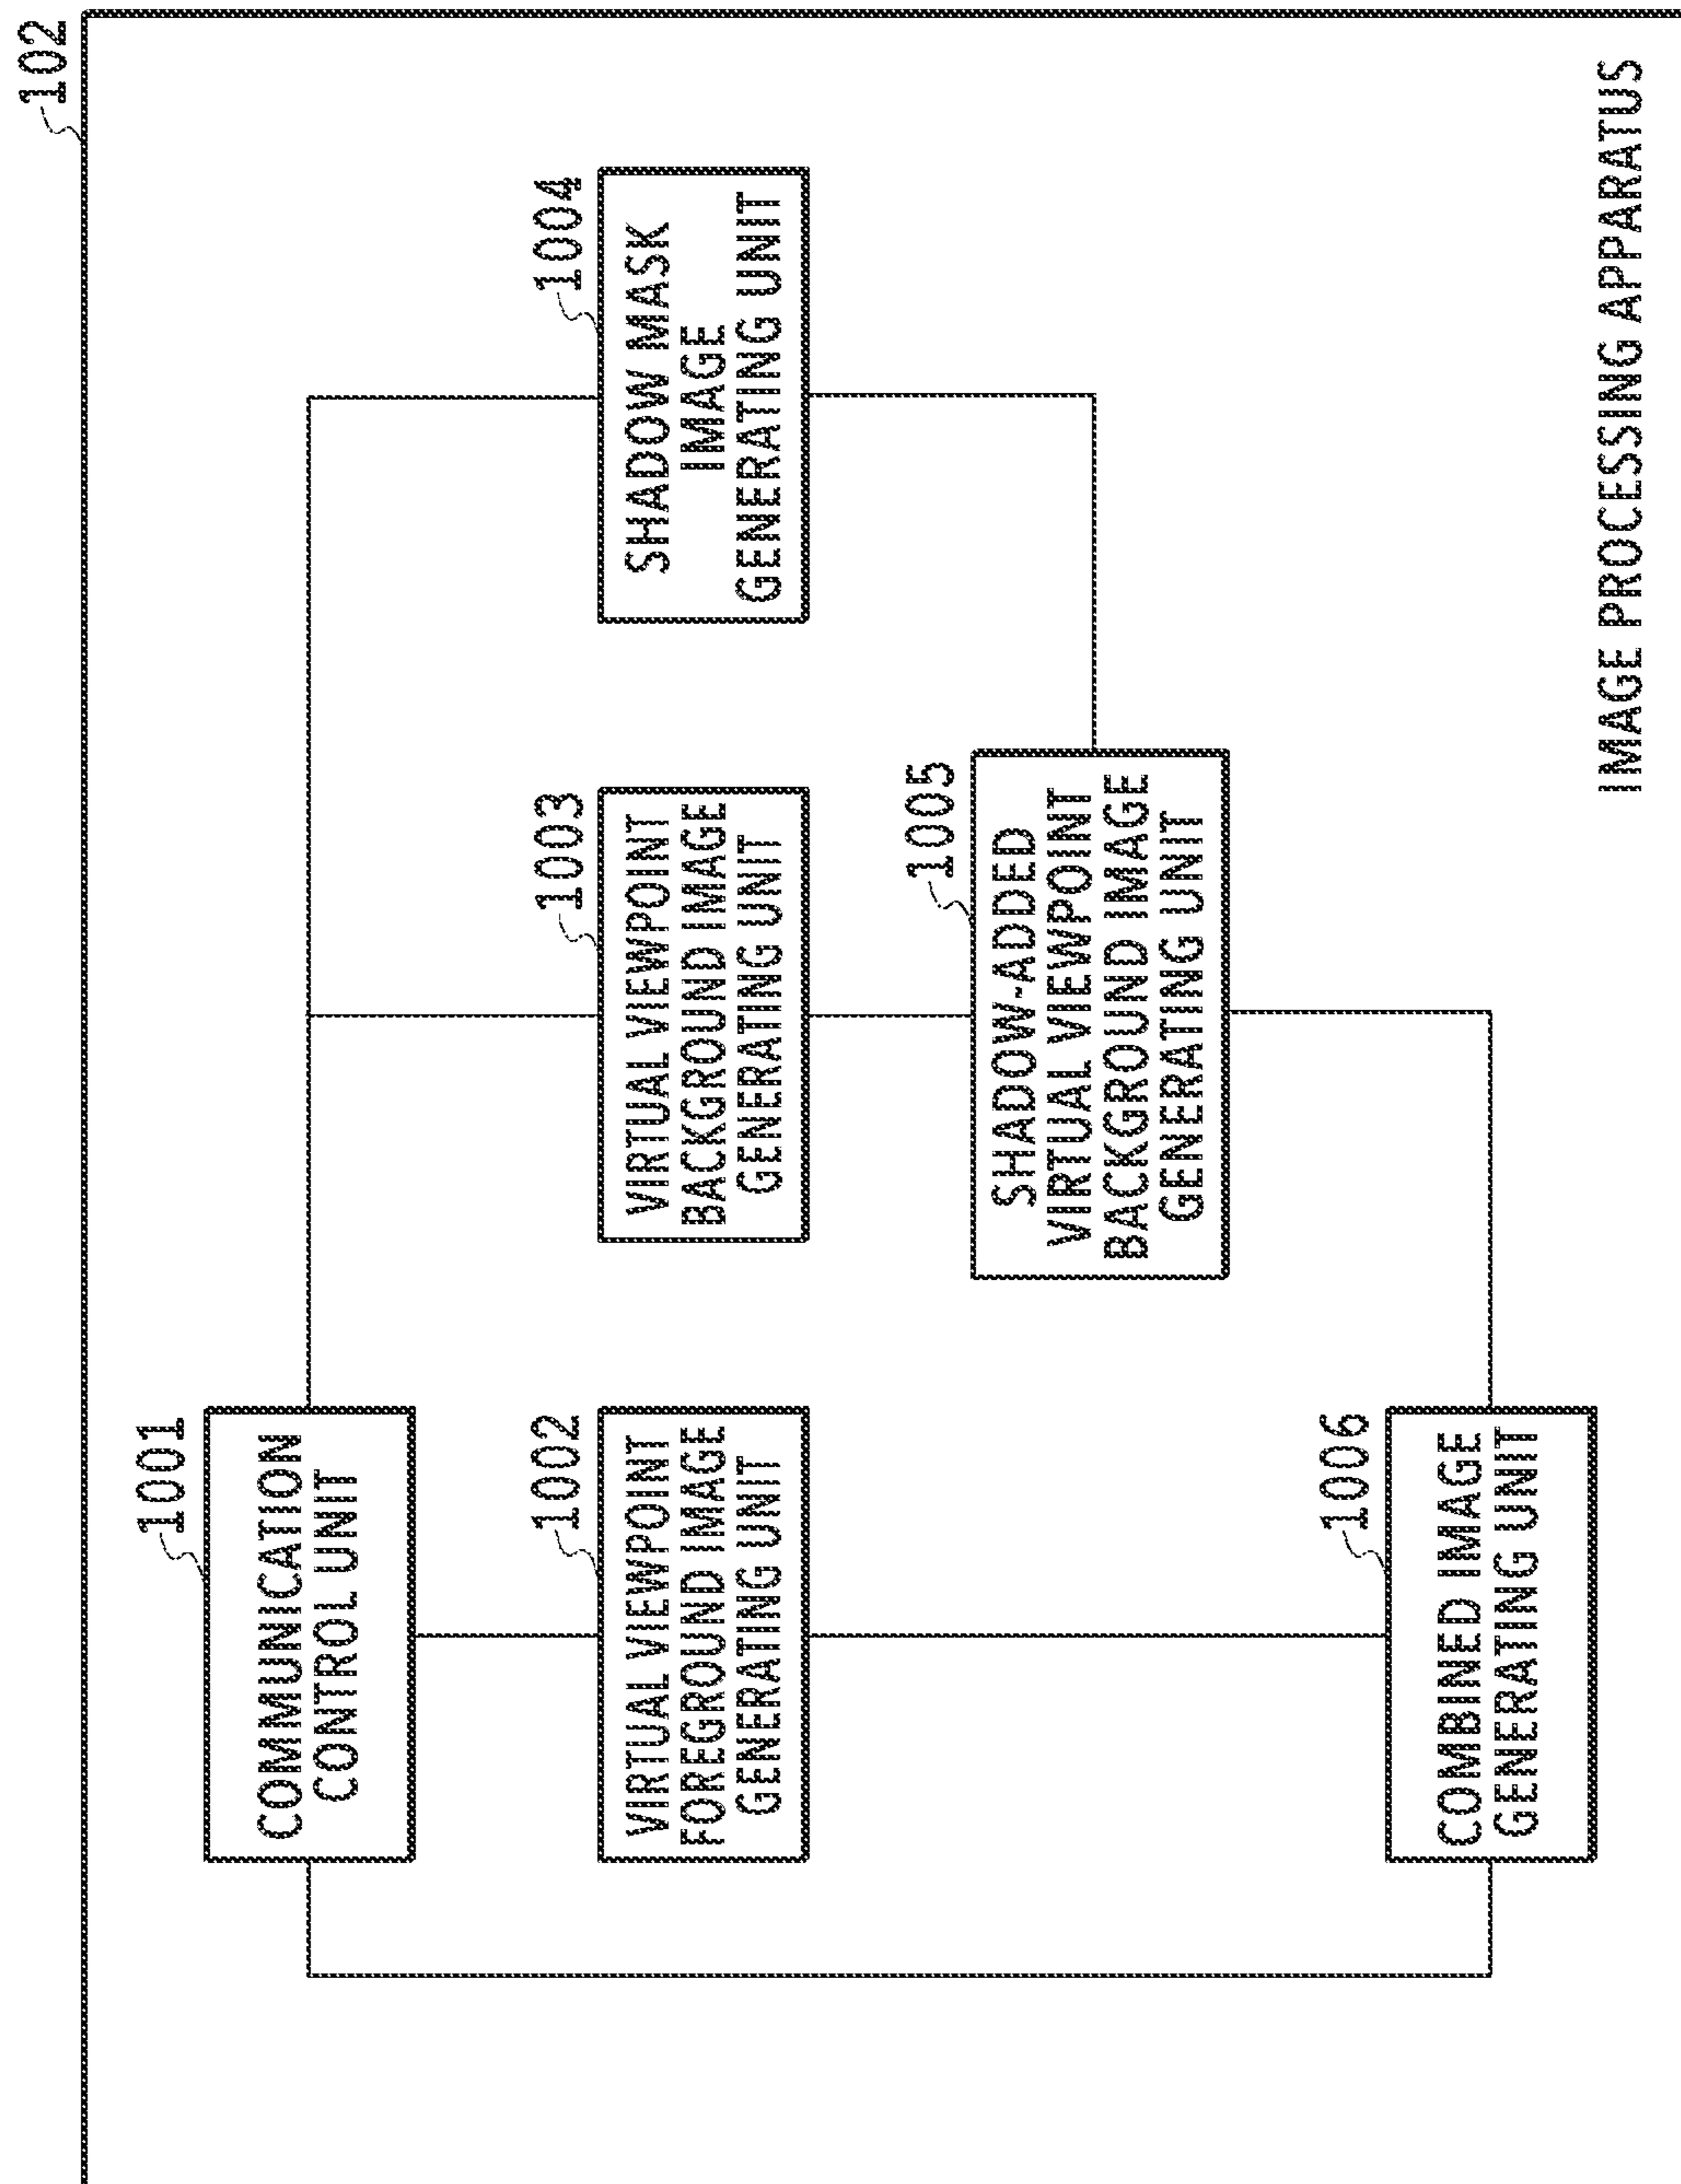 102
1001
COMMUNICATION
CONTROL UNIT
1002
VIRTUAL VIEWPOINT
FOREGROUND IMAGE
GENERATING UNIT
1003
VIRTUAL VIEWPOINT
BACKGROUND IMAGE
GENERATING UNIT
1004
SHADOW MASK
IMAGE
GENERATING UNIT
1005
SHADOW-ADDED
VIRTUAL VIEWPOINT
BACKGROUND IMAGE
GENERATING UNIT
1006
COMBINED IMAGE
GENERATING UNIT
IMAGE PROCESSING APPARATUS